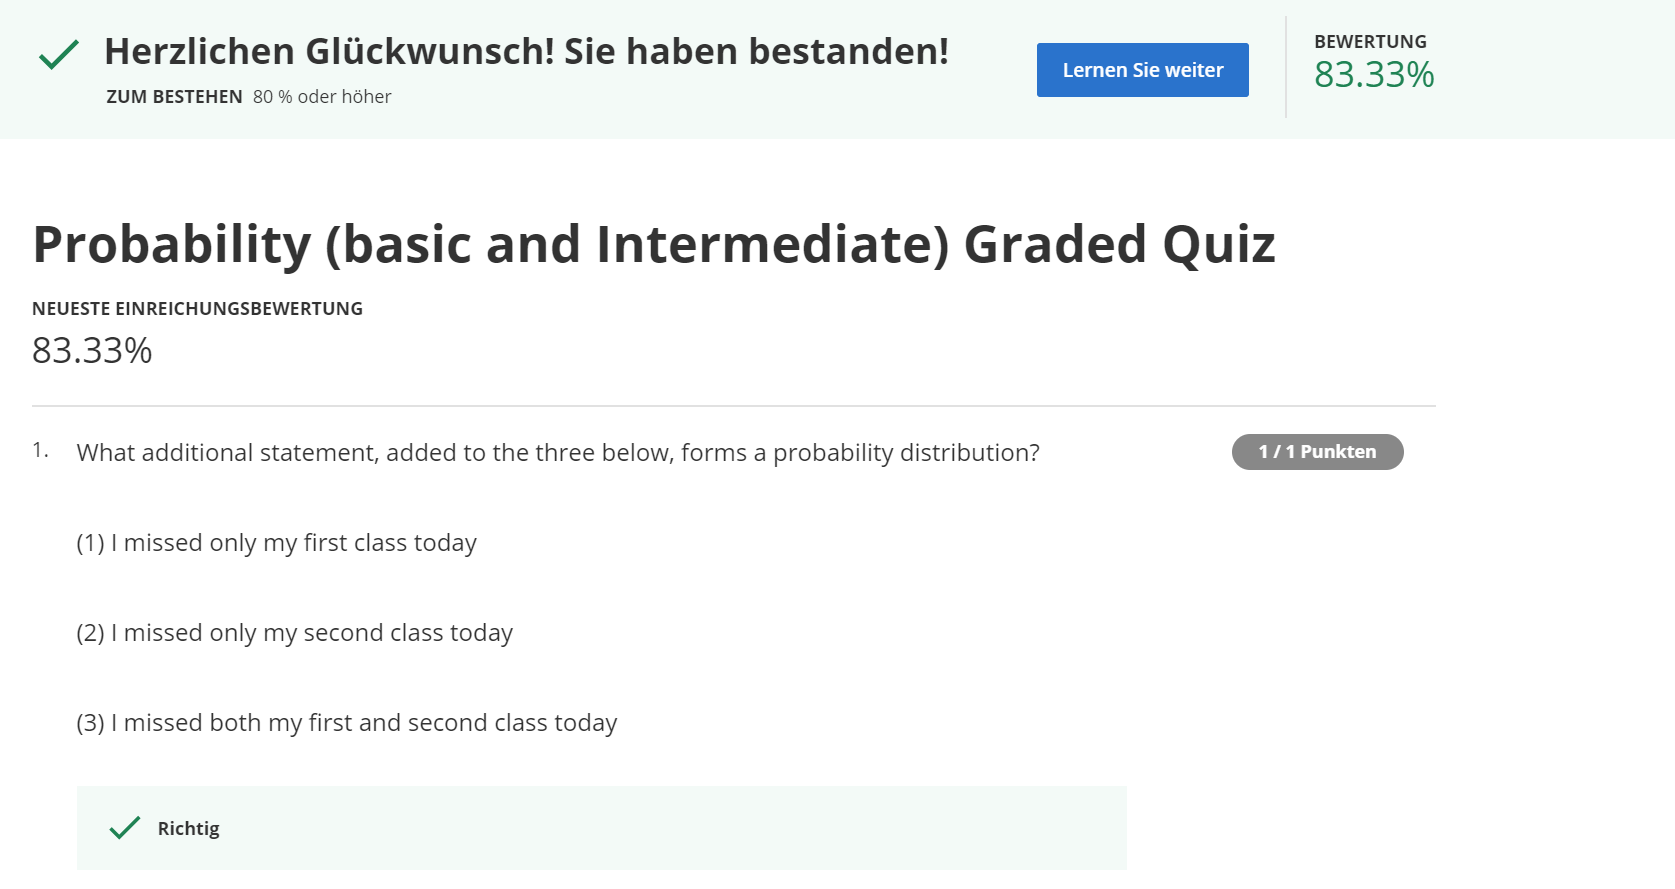 Herzlichen Glückwunsch! Sie haben bestanden!
ZUM BESTEHEN 80 % oder höher
Lernen Sie weiter
BEWERTUNG
83.33%
Probability (basic and Intermediate) Graded Quiz
NEUESTE EINREICHUNGSBEWERTUNG
83.33%
1. What additional statement, added to the three below, forms a probability distribution?
1 / 1 Punkten
(1) I missed only my first class today
(2) I missed only my second class today
(3) I missed both my first and second class today
Richtig